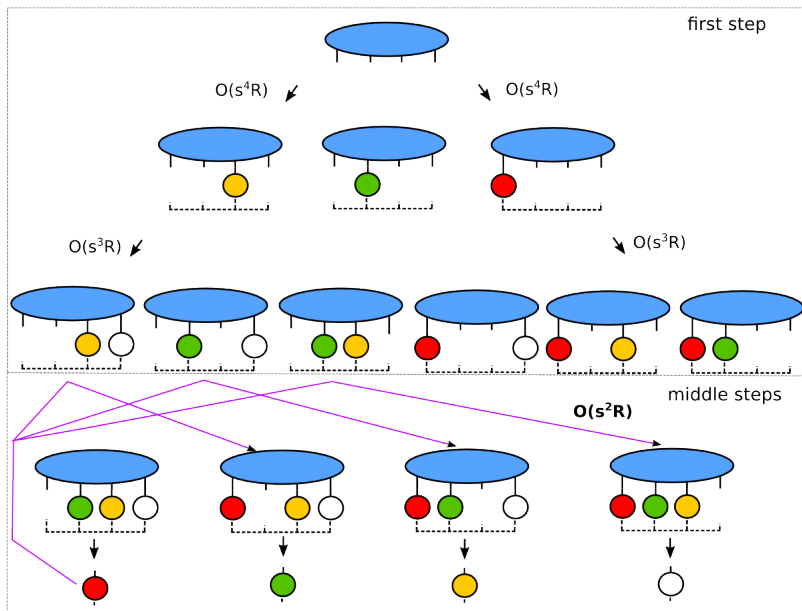 first step
O(s⁴R)
O(s⁴R)
O(s³R)
O(s³R)
middle steps
O(s²R)